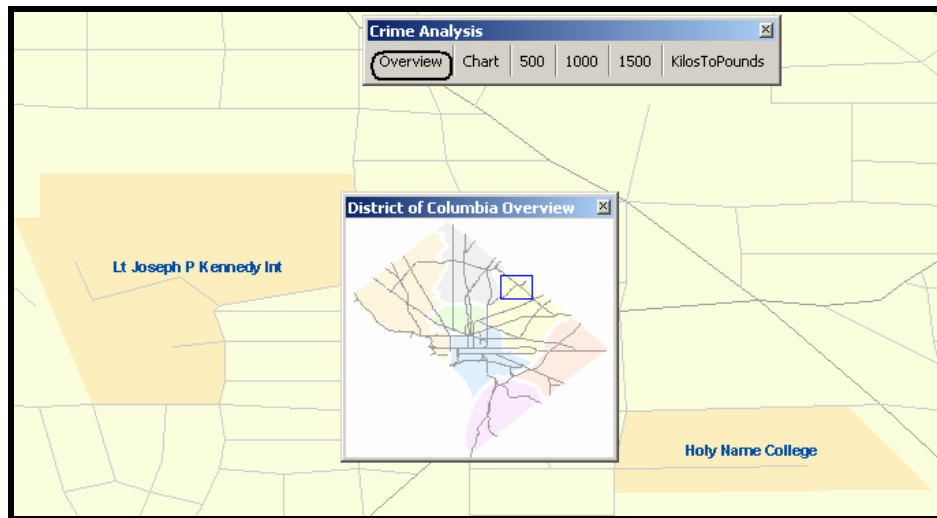 Crime Analysis
Overview Chart 500 1000 1500 KilosToPounds
District of Columbia Overview
Lt Joseph P Kennedy Int
Holy Name College